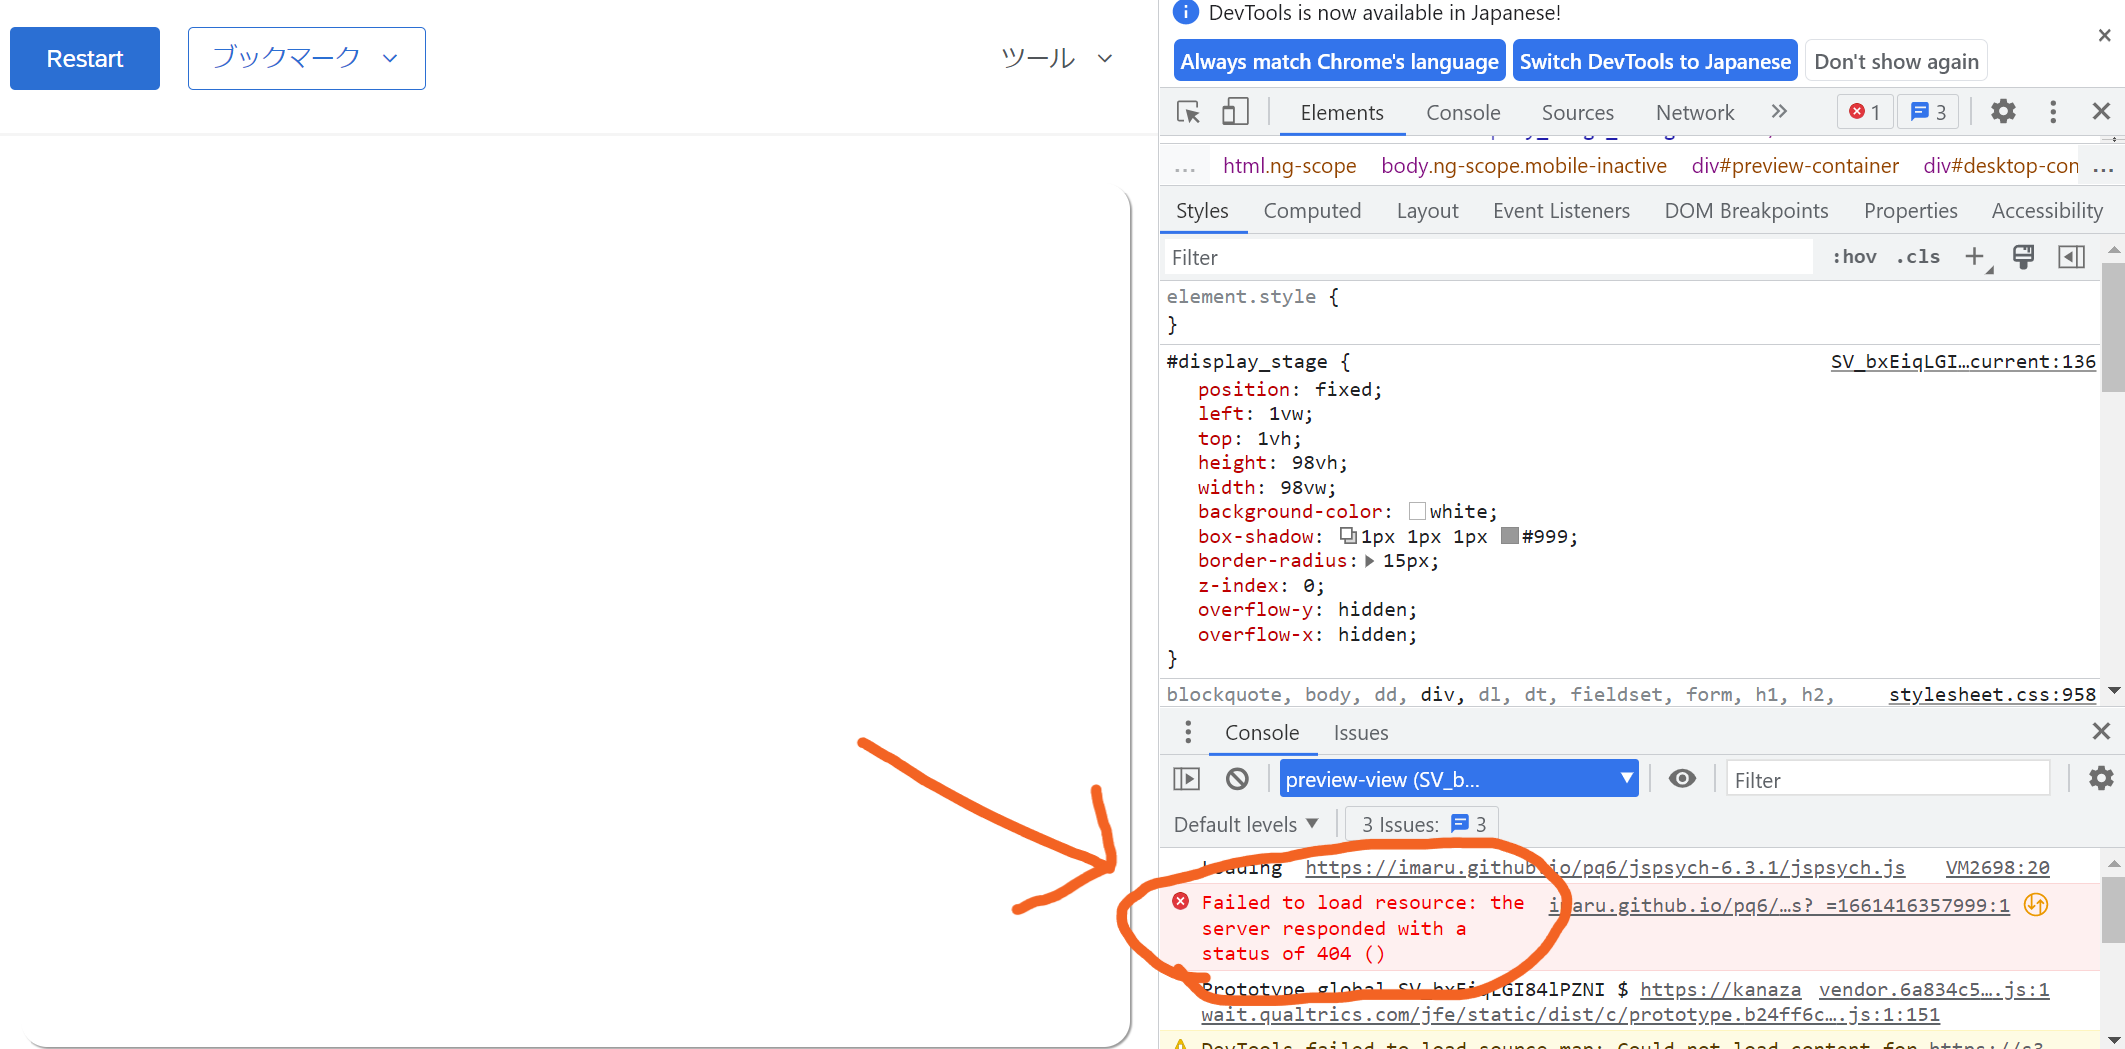 Restart
ブックマーク
ツール
DevTools is now available in Japanese!
Always match Chrome's language
Switch DevTools to Japanese
Don't show again
Elements
Console
Sources
Network
1
3
...
html.ng-scope
body.ng-scope.mobile-inactive
div#preview-container
div#desktop-con
...
Styles
Computed
Layout
Event Listeners
DOM Breakpoints
Properties
Accessibility
Filter
:hov
.cls
element.style {
}
#display_stage {
SV_bxEiqLGI…current:136
position: fixed;
left: 1vw;
top: 1vh;
height: 98vh;
width: 98vw;
background-color: white;
box-shadow: 1px 1px 1px #999;
border-radius: 15px;
z-index: 0;
overflow-y: hidden;
overflow-x: hidden;
}
blockquote, body, dd, div, dl, dt, fieldset, form, h1, h2,
stylesheet.css:958
Console
Issues
preview-view (SV_b...
Filter
Default levels
3 Issues:
3
Loading https://imaru.github.io/pq6/jspsych-6.3.1/jspsych.js
VM2698:20
Failed to load resource: the
imaru.github.io/pq6/…s?_=1661416357999:1
server responded with a
status of 404 ()
Prototype global SV_bxEiqLGI84lPZNI $ https://kanaza
vendor.6a834c5….js:1
wait.qualtrics.com/jfe/static/dist/c/prototype.b24ff6c….js:1:151
DevTools failed to load source map: Could not load content for https://s3